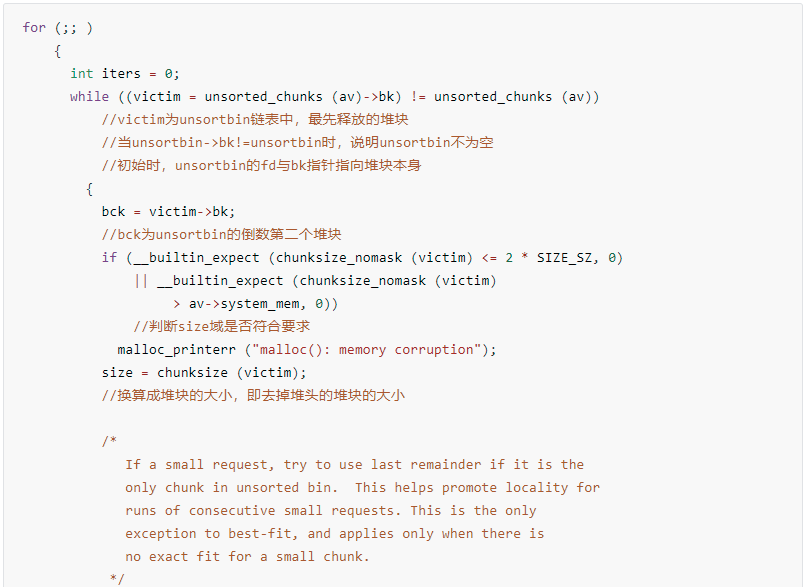 for (;; )
{
int iters = 0;
while ((victim = unsorted_chunks (av)->bk) != unsorted_chunks (av))
//victim为unsortbin链表中，最先释放的堆块
//当unsortbin->bk!=unsortbin时，说明unsortbin不为空
//初始时，unsortbin的fd与bk指针指向堆块本身
{
bck = victim->bk;
//bck为unsortbin的倒数第二个堆块
if (__builtin_expect (chunksize_nomask (victim) <= 2 * SIZE_SZ, 0)
|| __builtin_expect (chunksize_nomask (victim)
> av->system_mem, 0))
//判断size域是否符合要求
malloc_printerr ("malloc(): memory corruption");
size = chunksize (victim);
//换算成堆块的大小，即去掉堆头的堆块的大小
/*
If a small request, try to use last remainder if it is the
only chunk in unsorted bin.  This helps promote locality for
runs of consecutive small requests. This is the only
exception to best-fit, and applies only when there is
no exact fit for a small chunk.
*/